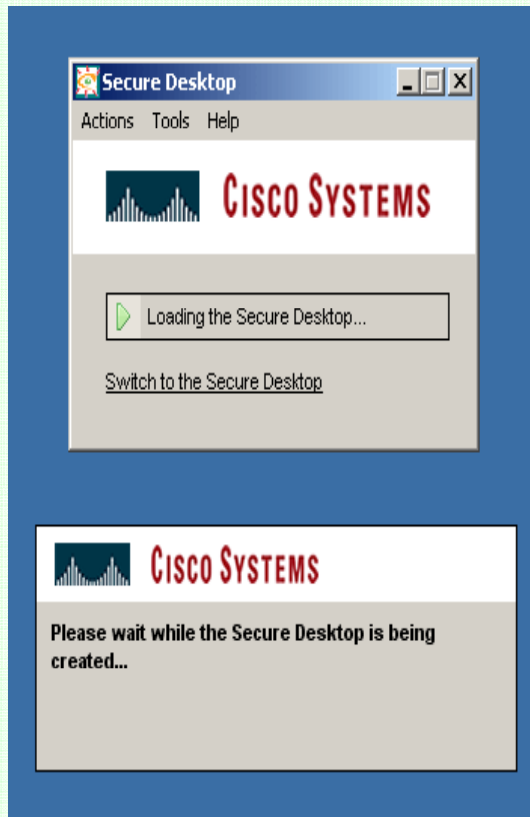 Secure Desktop
Actions Tools Help
CISCO SYSTEMS
Loading the Secure Desktop...
Switch to the Secure Desktop
CISCO SYSTEMS
Please wait while the Secure Desktop is being
created...